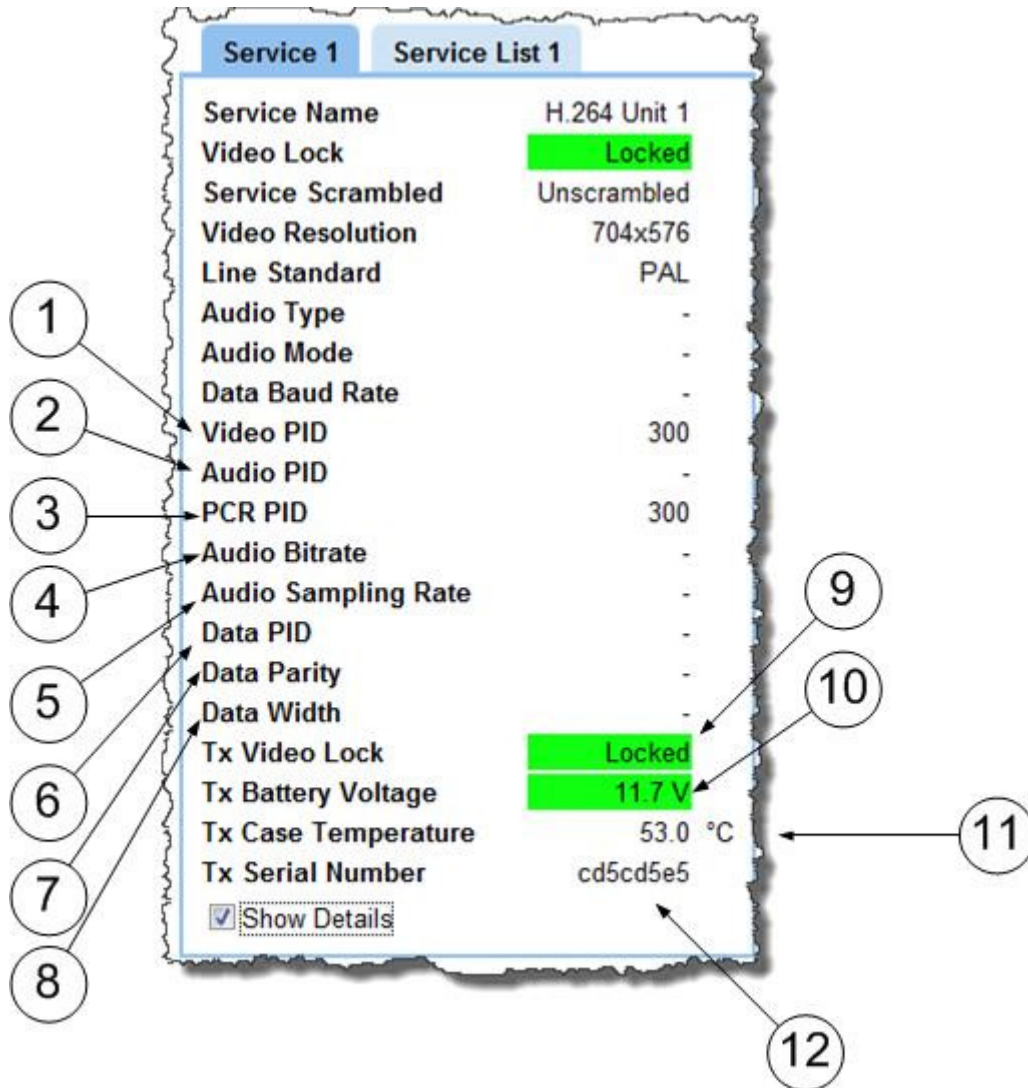 Service 1 Service List 1
Service Name H.264 Unit 1
Video Lock Locked
Service Scrambled Unscrambled
Video Resolution 704x576
Line Standard PAL
1 Audio Type -
Audio Mode -
Data Baud Rate -
2 Video PID 300
Audio PID -
3 PCR PID 300
Audio Bitrate -
4 Audio Sampling Rate - 9
Data PID -
5 Data Parity - 10
Data Width -
Tx Video Lock Locked
6 Tx Battery Voltage 11.7 V
Tx Case Temperature 53.0 °C 11
7 Tx Serial Number cd5cd5e5
Show Details
8
12